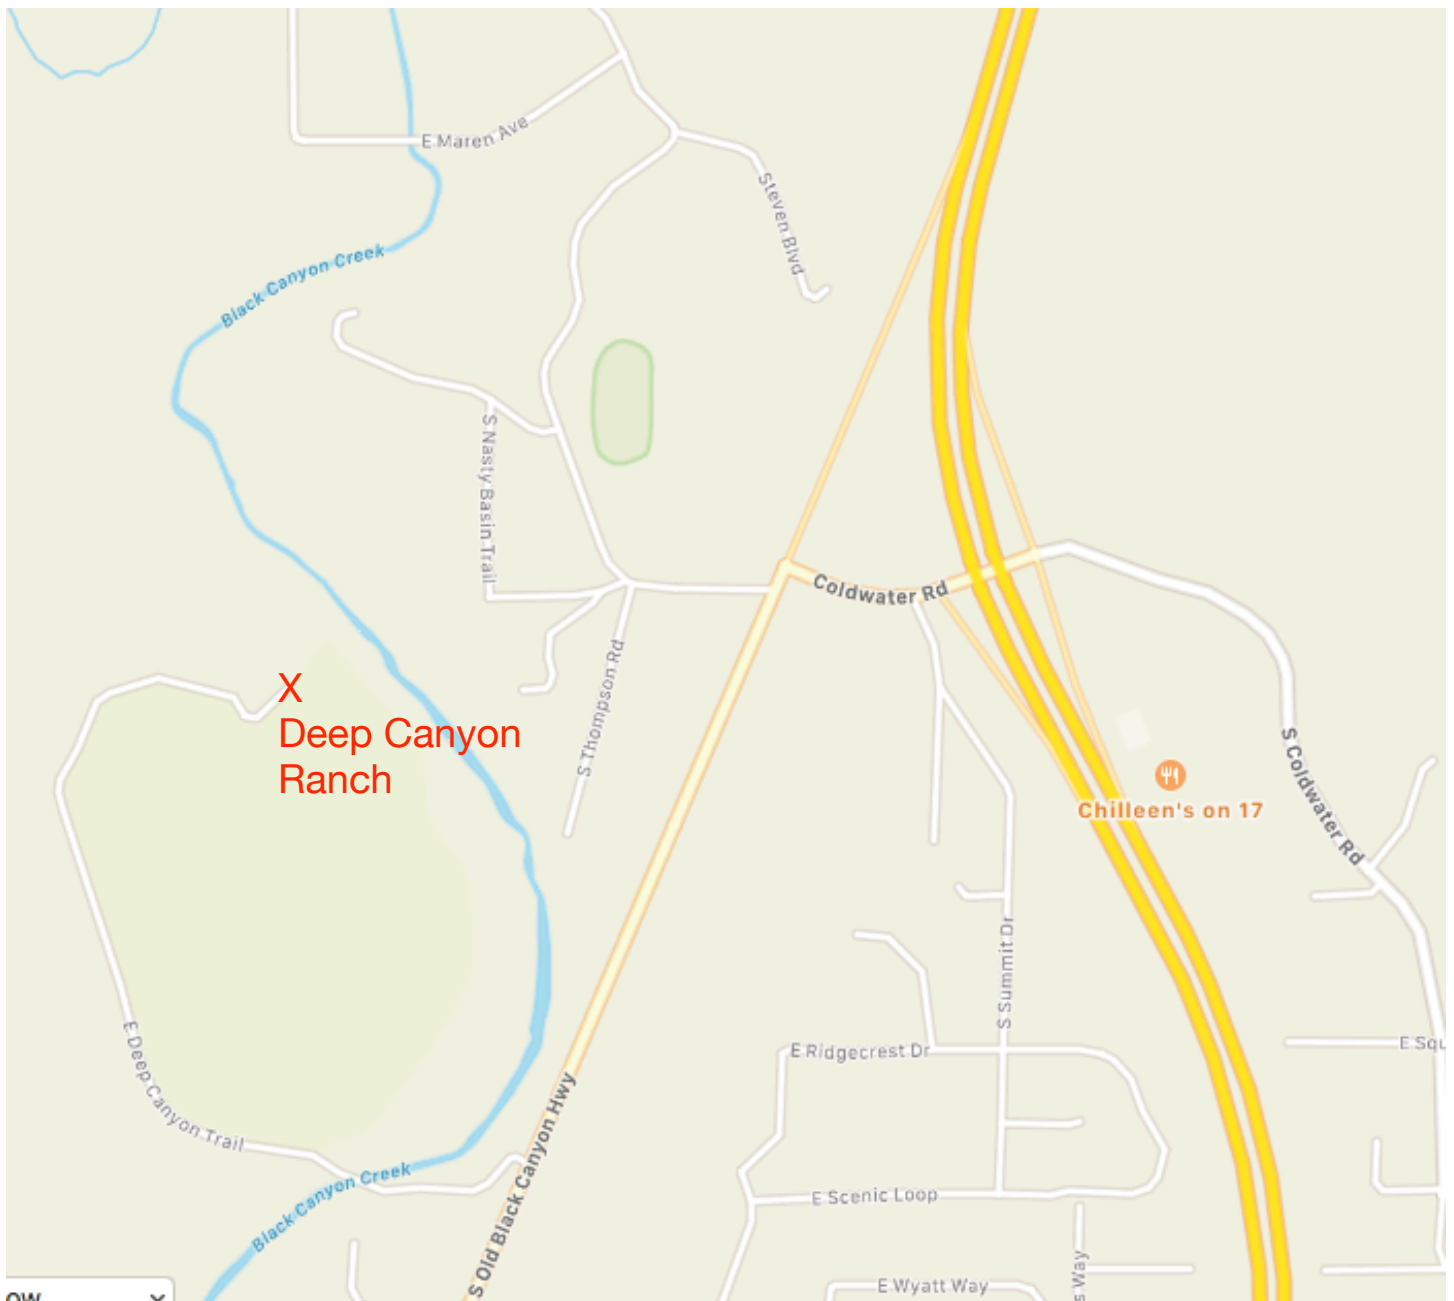 E Maren Ave
Steven Blvd
Black Canyon Creek
S Nasty Basin Trail
Coldwater Rd
S Thompson Rd
X
Deep Canyon
Ranch
S Coldwater Rd
Chilleen's on 17
S Summit Dr
E Deep Canyon Trail
E Ridgecrest Dr
E Squ
S Old Black Canyon Hwy
Black Canyon Creek
E Scenic Loop
s Way
E Wyatt Way